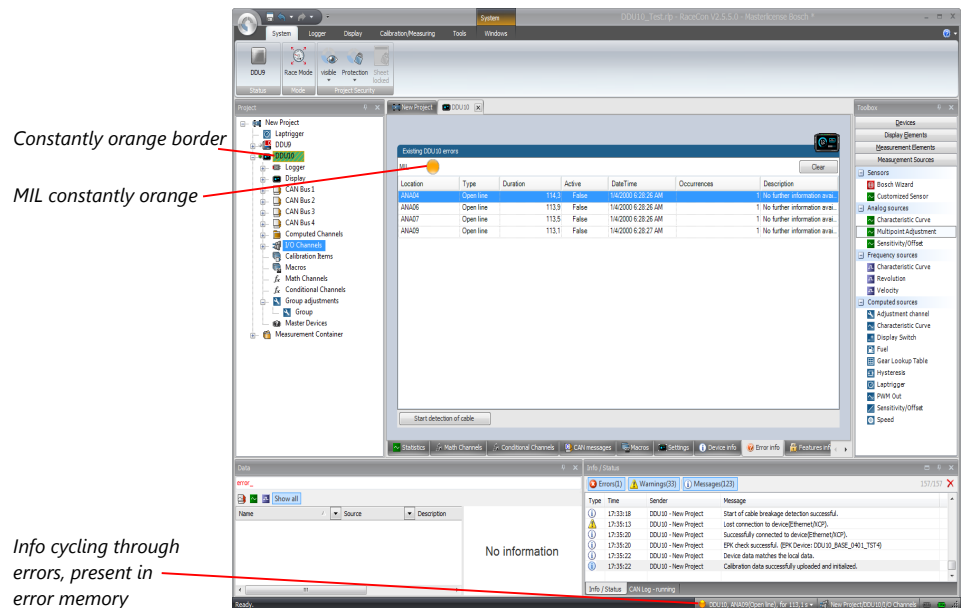 System
DDU10_Test.rlp - RaceCon V2.5.5.0 - Masterlicense Bosch *
System Logger Display Calibration/Measuring Tools Windows
DDU9 Race Mode visible Protection Sheet locked
Status Mode Project Security
Project
New Project
Laptrigger
DDU9
DDU10
Logger
Display
CAN Bus 1
CAN Bus 2
CAN Bus 3
CAN Bus 4
Computed Channels
I/O Channels
Calibration Items
Macros
Math Channels
Conditional Channels
Group adjustments
Group
Master Devices
Measurement Container
Constantly orange border
MIL constantly orange
Info cycling through
errors, present in
error memory
New Project DDU10
Existing DDU10 errors
MIL
Clear
Location Type Duration Active DateTime Occurrences Description
ANA04 Open line 114,3 False 1/4/2000 6:28:26 AM 1 No further information avai...
ANA06 Open line 113,9 False 1/4/2000 6:28:26 AM 1 No further information avai...
ANA07 Open line 113,5 False 1/4/2000 6:28:26 AM 1 No further information avai...
ANA09 Open line 113,1 False 1/4/2000 6:28:27 AM 1 No further information avai...
Start detection of cable
Statistics Math Channels Conditional Channels CAN messages Macros Settings Device info Error info Features inf
Toolbox
Devices
Display Elements
Measurement Elements
Measurement Sources
Sensors
Bosch Wizard
Customized Sensor
Analog sources
Characteristic Curve
Multipoint Adjustment
Sensitivity/Offset
Frequency sources
Characteristic Curve
Revolution
Velocity
Computed sources
Adjustment channel
Characteristic Curve
Display Switch
Fuel
Gear Lookup Table
Hysteresis
Laptrigger
PWM Out
Sensitivity/Offset
Speed
Data
error_
Show all
Name Source Description
No information
Info / Status
Errors(1) Warnings(33) Messages(123) 157/157
Type Time Sender Message
17:33:18 DDU10 - New Project Start of cable breakage detection successful.
17:35:13 DDU10 - New Project Lost connection to device(Ethernet/XCP).
17:35:20 DDU10 - New Project Successfully connected to device(Ethernet/XCP).
17:35:20 DDU10 - New Project EPK check successful. (EPK Device: DDU10_BASE_0401_TST4)
17:35:22 DDU10 - New Project Device data matches the local data.
17:35:22 DDU10 - New Project Calibration data successfully uploaded and initialized.
Info / Status CAN Log - running
Ready. DDU10, ANA09(Open line), for 113,1s New Project/DDU10/I/O Channels